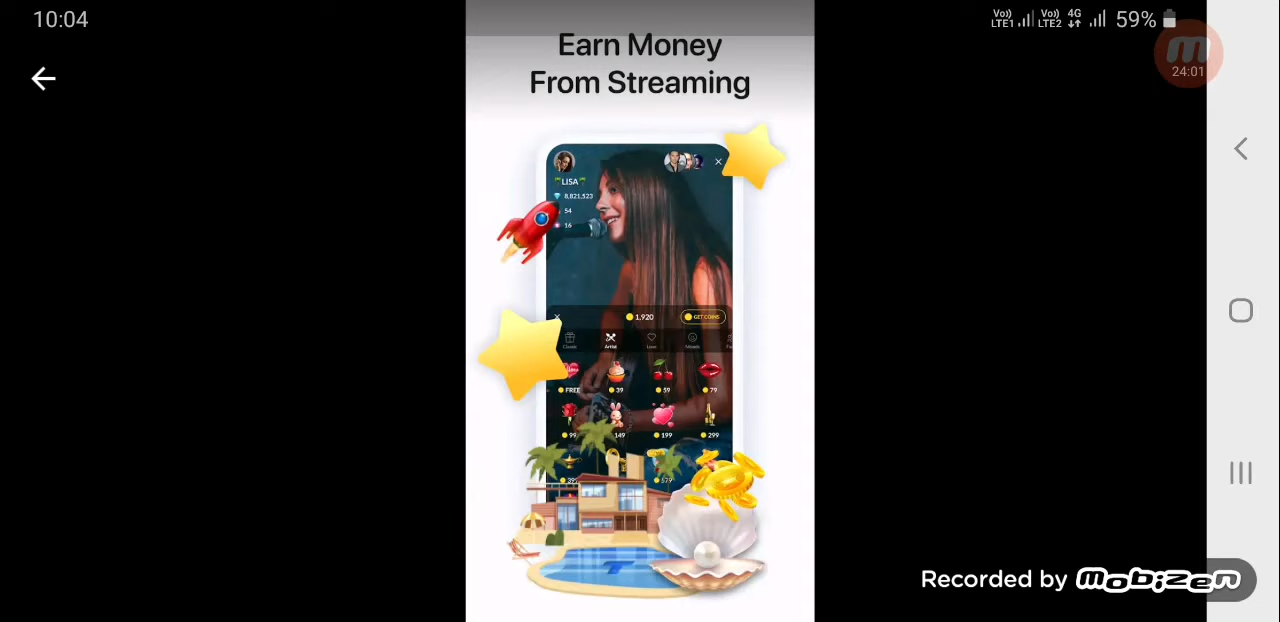 10:04
Vo)) LTE1 Vo)) LTE2 4G 59%
24:01
Earn Money
From Streaming
LISA
8,821,523
54
16
1,920 GET COINS
Classic Artist Love Moods
FREE 39 59 79
99 149 199 299
579
Recorded by mobizen